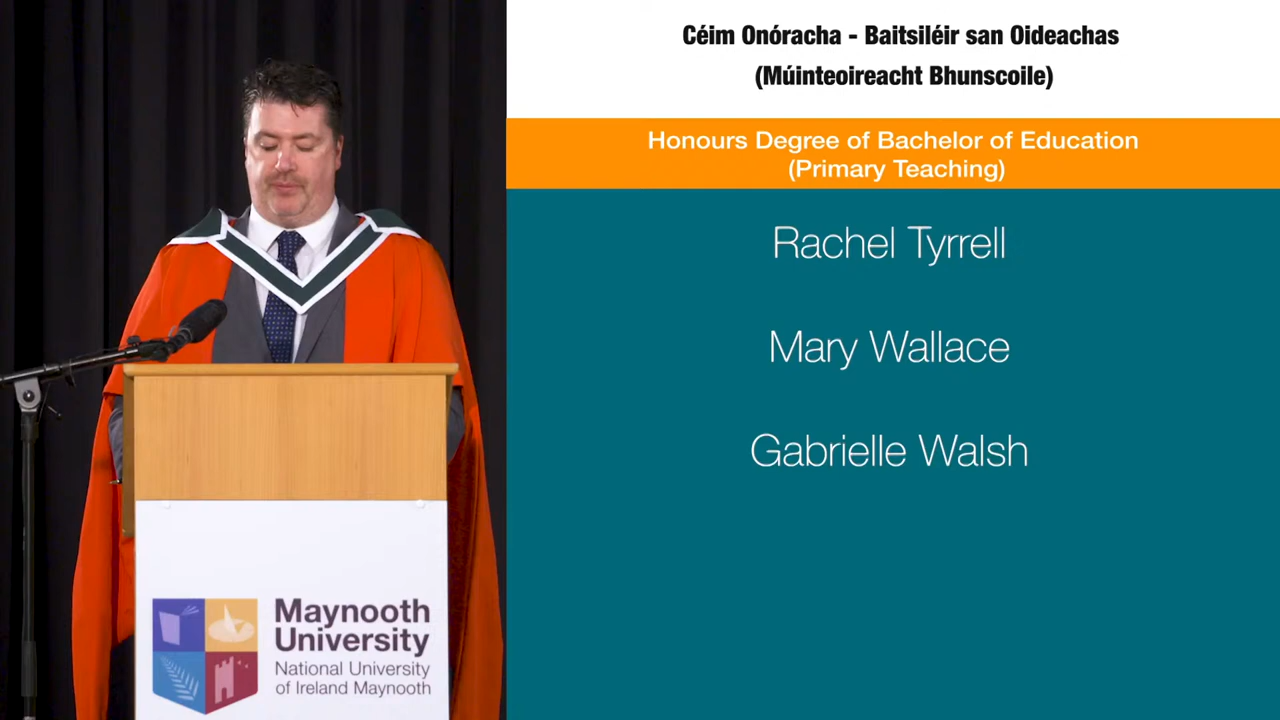 Céim Onóracha - Baitsiléir san Oideachas
(Múinteoireacht Bhunscoile)
Honours Degree of Bachelor of Education
(Primary Teaching)
Rachel Tyrrell
Mary Wallace
Gabrielle Walsh
Maynooth
University
National University
of Ireland Maynooth